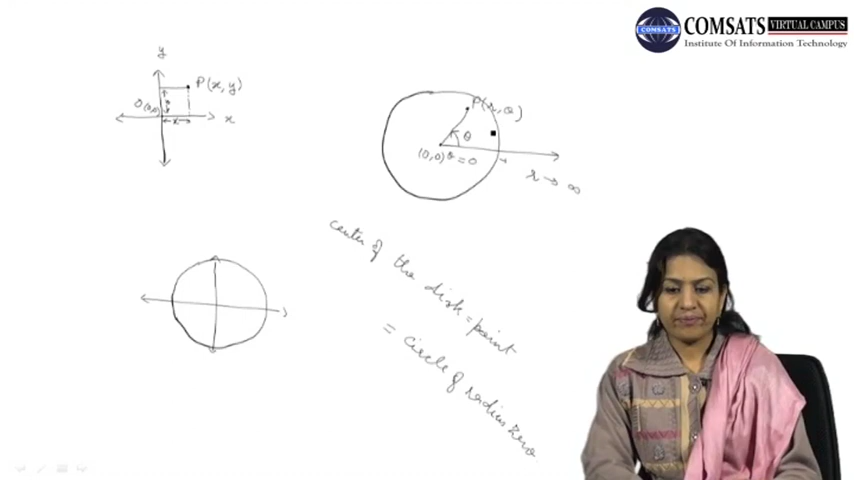 COMSATS VIRTUAL CAMPUS
Institute Of Information Technology
COMSATS
y
P(x, y)
O(0,0)
x
x
P(r, θ)
θ
(0,0) θ = 0
r → ∞
center of the disk = point
= circle of radius zero.